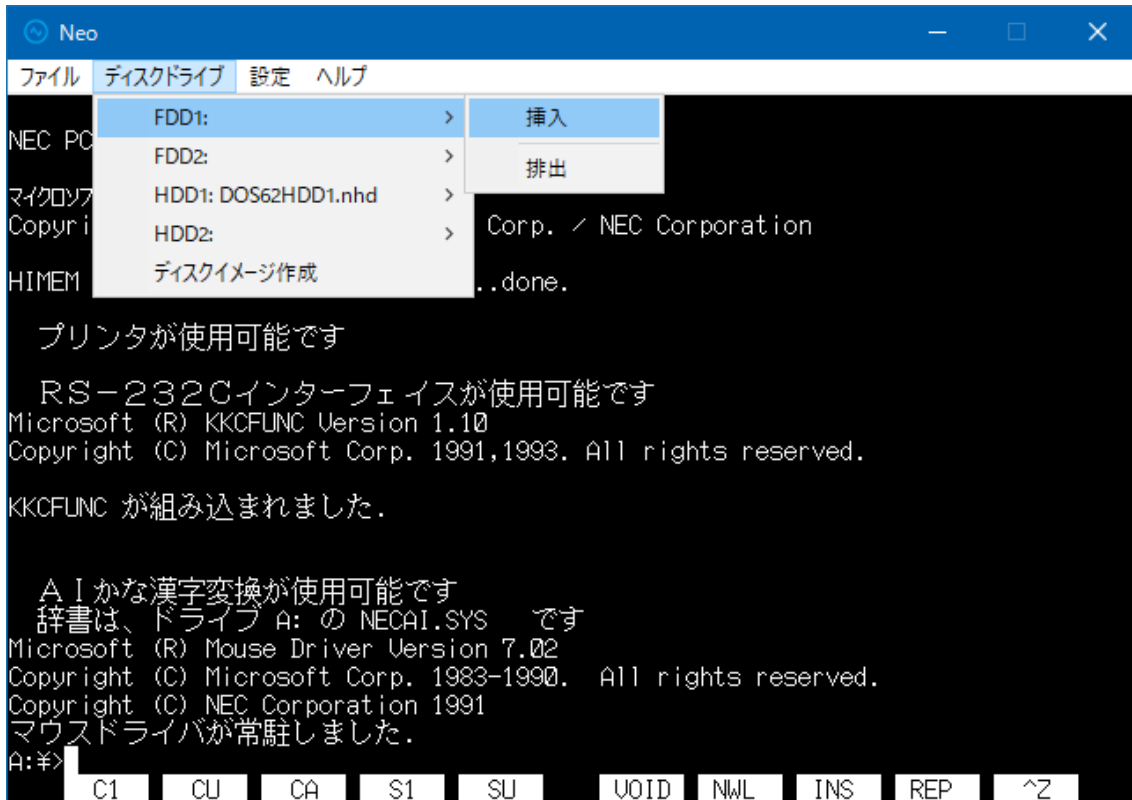 Neo
ファイル ディスクドライブ 設定 ヘルプ
FDD1: 挿入
NEC PC
FDD2: 排出
マイクロソフ HDD1: DOS62HDD1.nhd
Copyri HDD2: Corp. / NEC Corporation
HIMEM ディスクイメージ作成 ..done.
プリンタが使用可能です
RS-232Cインターフェイスが使用可能です
Microsoft (R) KKCFUNC Version 1.10
Copyright (C) Microsoft Corp. 1991,1993. All rights reserved.
KKCFUNC が組み込まれました.
AIかな漢字変換が使用可能です
辞書は、ドライブ A: の NECAI.SYS です
Microsoft (R) Mouse Driver Version 7.02
Copyright (C) Microsoft Corp. 1983-1990. All rights reserved.
Copyright (C) NEC Corporation 1991
マウスドライバが常駐しました.
A:¥>
C1 CU CA S1 SU VOID NWL INS REP ^Z